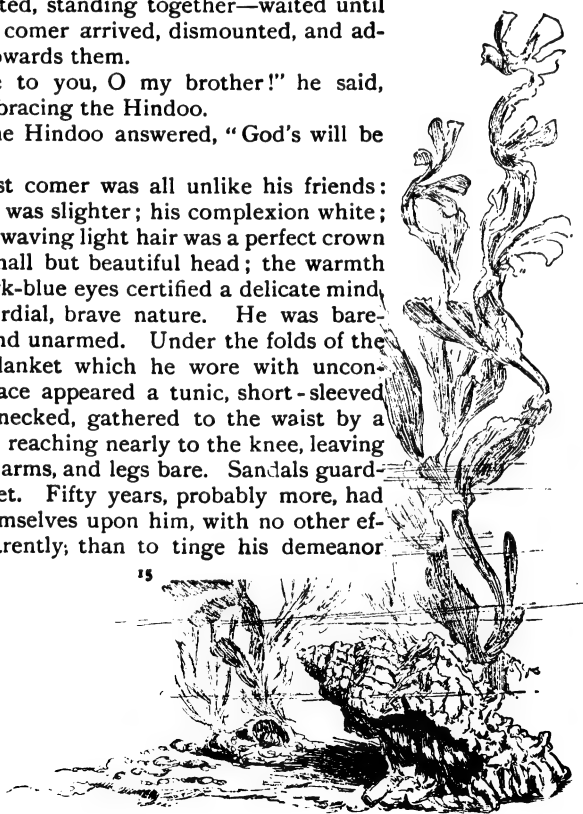 ted, standing together—waited until
comer arrived, dismounted, and ad-
owards them.
e to you, O my brother!” he said,
bracing the Hindoo.
ne Hindoo answered, “God's will be
st comer was all unlike his friends:
was slighter; his complexion white;
waving light hair was a perfect crown
nall but beautiful head; the warmth
k-blue eyes certified a delicate mind,
rdial, brave nature. He was bare-
nd unarmed. Under the folds of the
lanket which he wore with uncon-
ace appeared a tunic, short-sleeved
necked, gathered to the waist by a
reaching nearly to the knee, leaving
arms, and legs bare. Sandals guard-
et. Fifty years, probably more, had
mselves upon him, with no other ef-
rently; than to tinge his demeanor
15